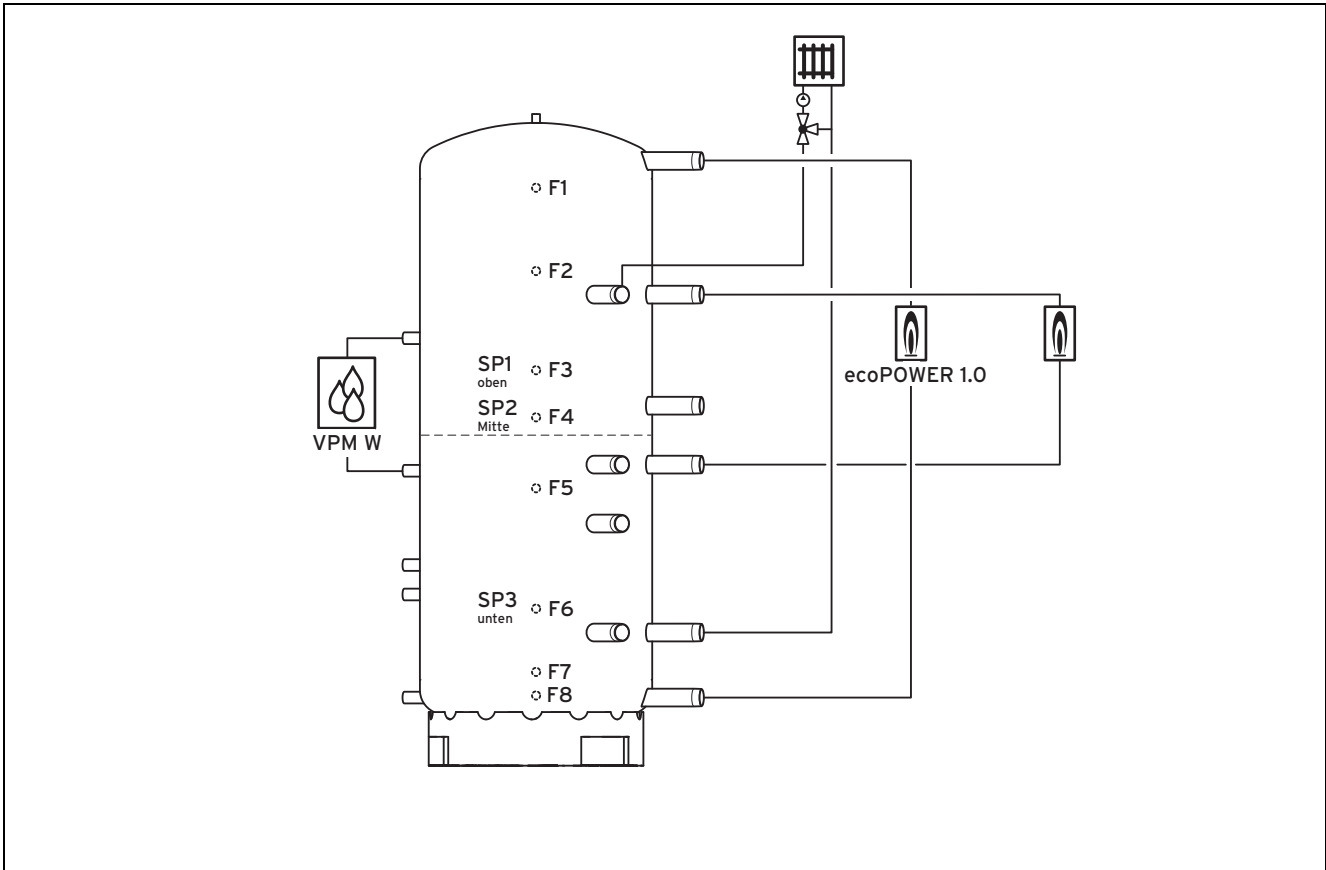 F1
F2
SP1
oben
F3
ecoPOWER 1.0
SP2
Mitte
F4
VPM W
F5
SP3
unten
F6
F7
F8